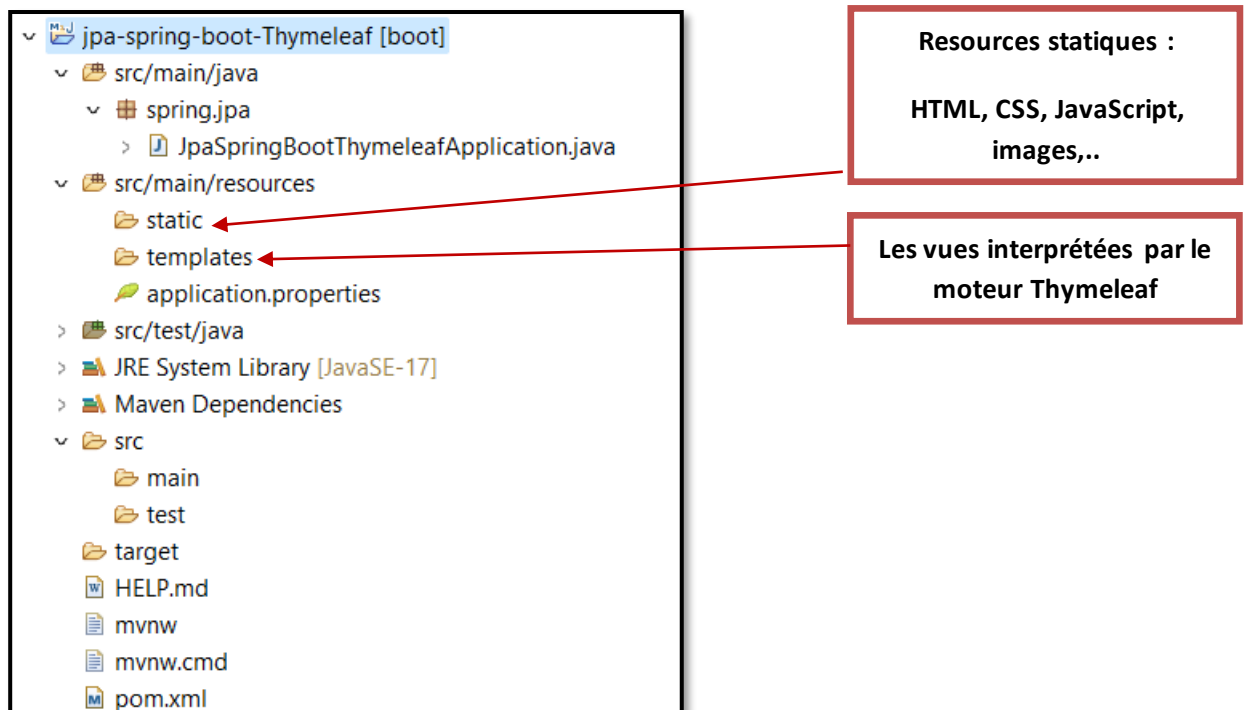 jpa-spring-boot-Thymeleaf [boot]
src/main/java
spring.jpa
JpaSpringBootThymeleafApplication.java
src/main/resources
static
templates
application.properties
src/test/java
JRE System Library [JavaSE-17]
Maven Dependencies
src
main
test
target
HELP.md
mvnw
mvnw.cmd
pom.xml
Resources statiques :
HTML, CSS, JavaScript,
images,..
Les vues interprétées par le
moteur Thymeleaf